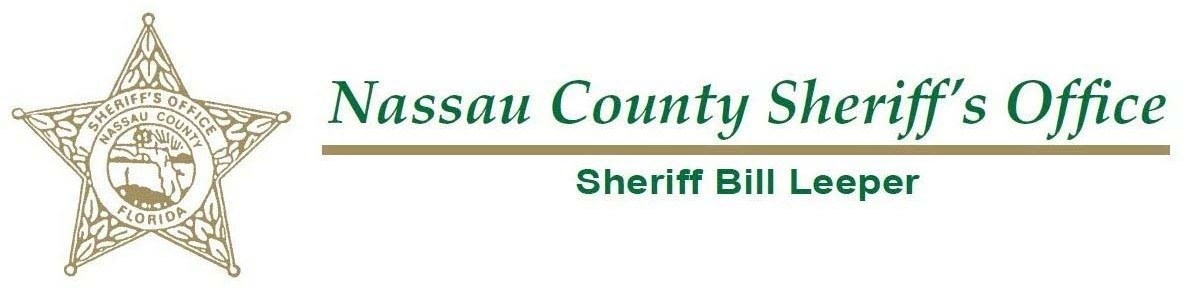 SHERIFF'S OFFICE
NASSAU COUNTY
FLORIDA
Nassau County Sheriff's Office
Sheriff Bill Leeper